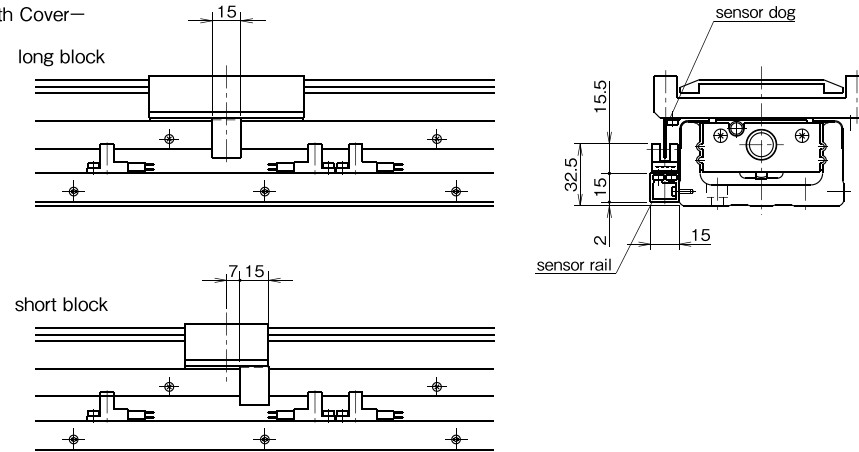 th Cover−
15
long block
sensor dog
15.5
32.5
15
2
15
sensor rail
7 15
short block